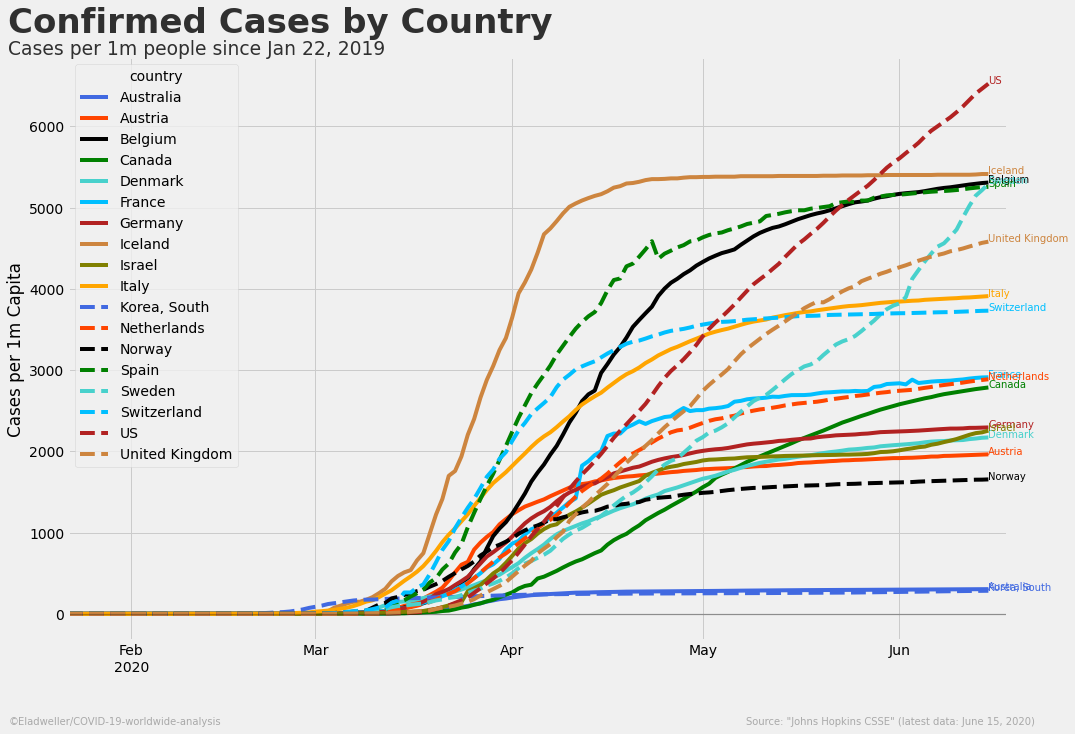 Confirmed Cases by Country
Cases per 1m people since Jan 22, 2019
country
Australia
Austria
Belgium
Canada
Denmark
France
Germany
Iceland
Israel
Italy
Korea, South
Netherlands
Norway
Spain
Sweden
Switzerland
US
United Kingdom
Cases per 1m Capita
6000
5000
4000
3000
2000
1000
0
US
Iceland
Belgium
Spain
United Kingdom
Italy
Switzerland
France
Netherlands
Canada
Germany
Israel
Denmark
Austria
Norway
Australia
Korea, South
Feb
2020
Mar
Apr
May
Jun
©Eladweller/COVID-19-worldwide-analysis
Source: "Johns Hopkins CSSE" (latest data: June 15, 2020)